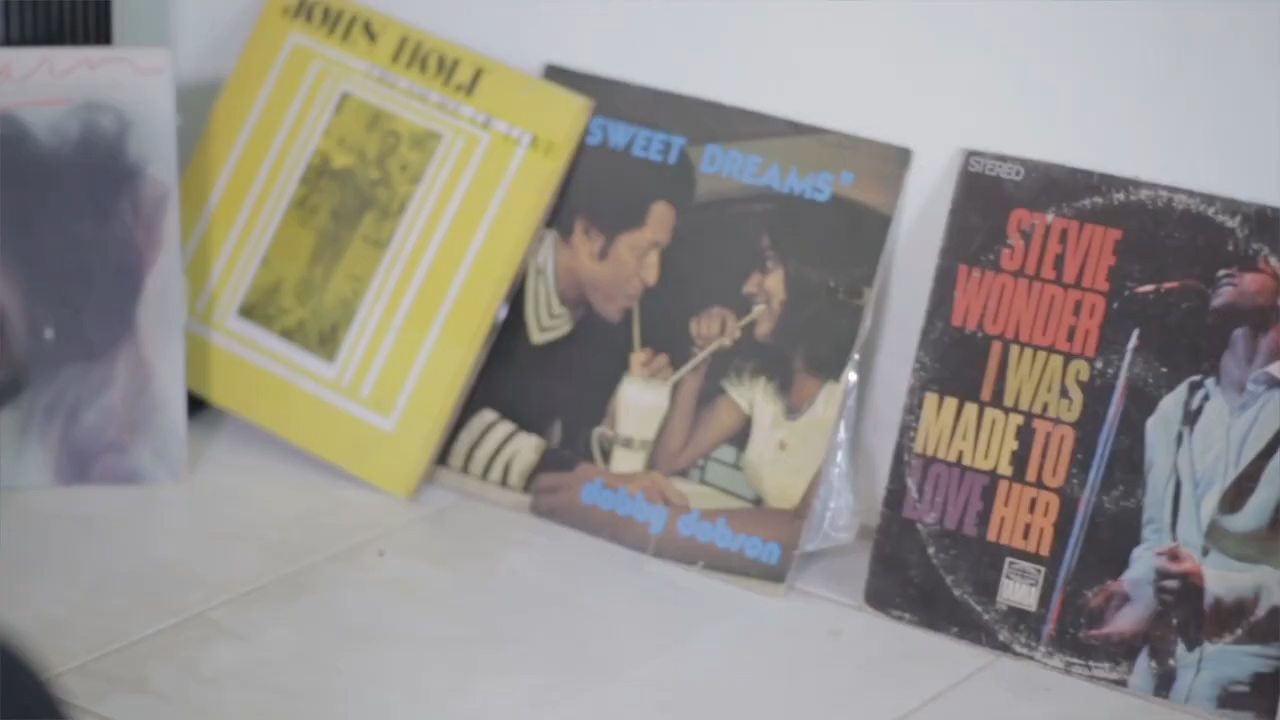 JOHN HOLT
SWEET DREAMS"
dobby dobson
STEREO
STEVIE
WONDER
I WAS
MADE TO
LOVE HER